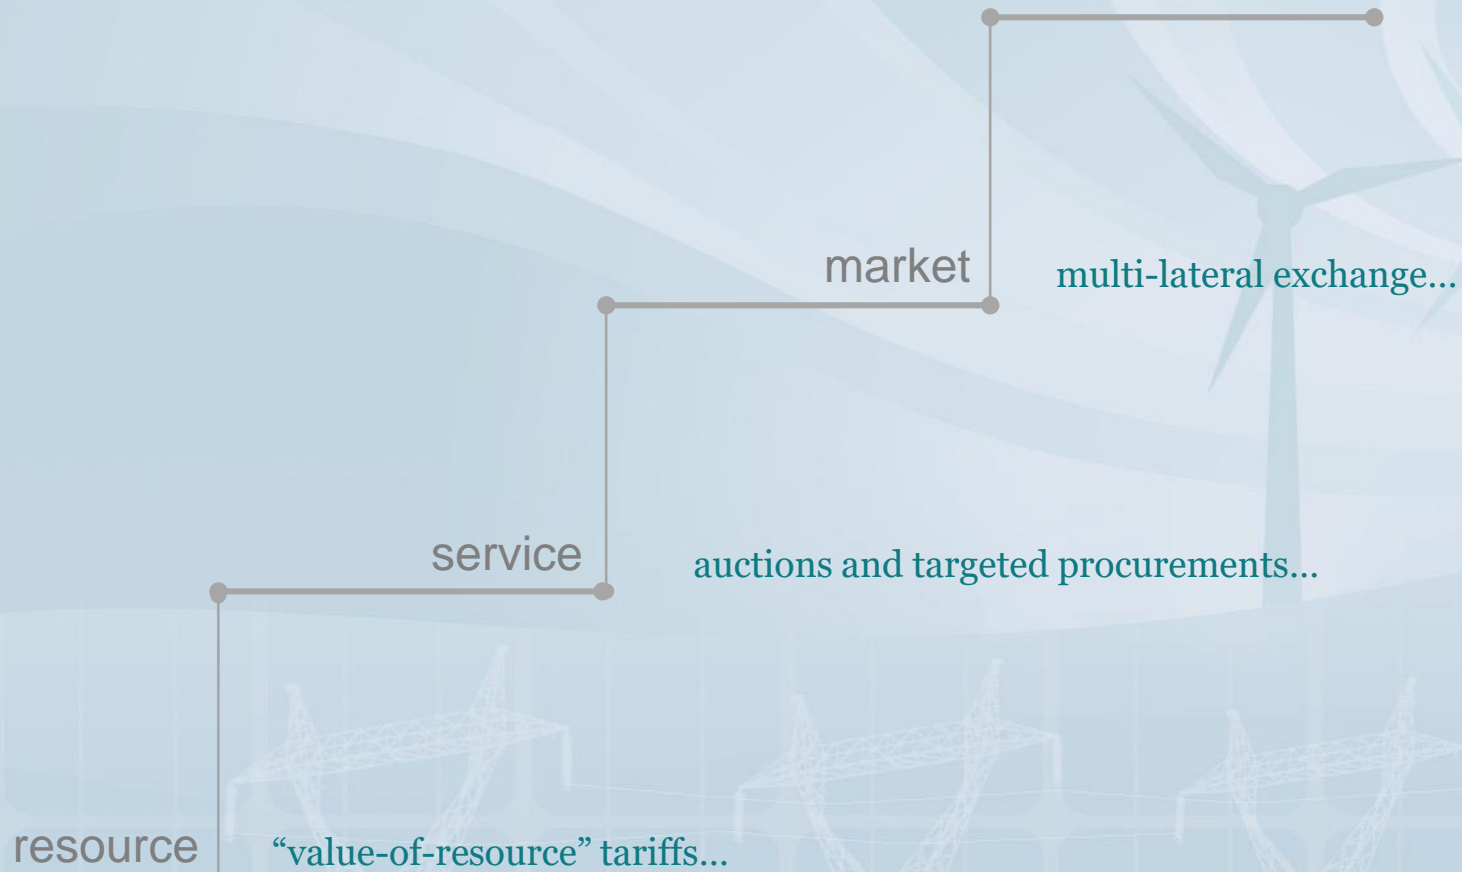 market
multi-lateral exchange…
service
auctions and targeted procurements…
resource
“value-of-resource” tariffs…